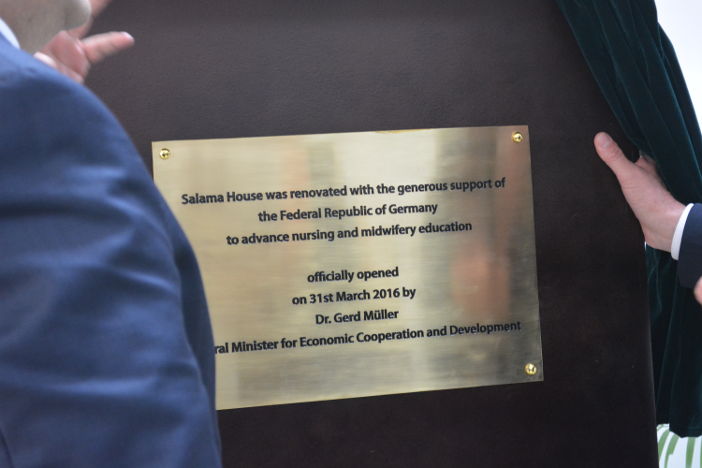 Salama House was renovated with the generous support of
the Federal Republic of Germany
to advance nursing and midwifery education
officially opened
on 31st March 2016 by
Dr. Gerd Müller
Minister for Economic Cooperation and Development